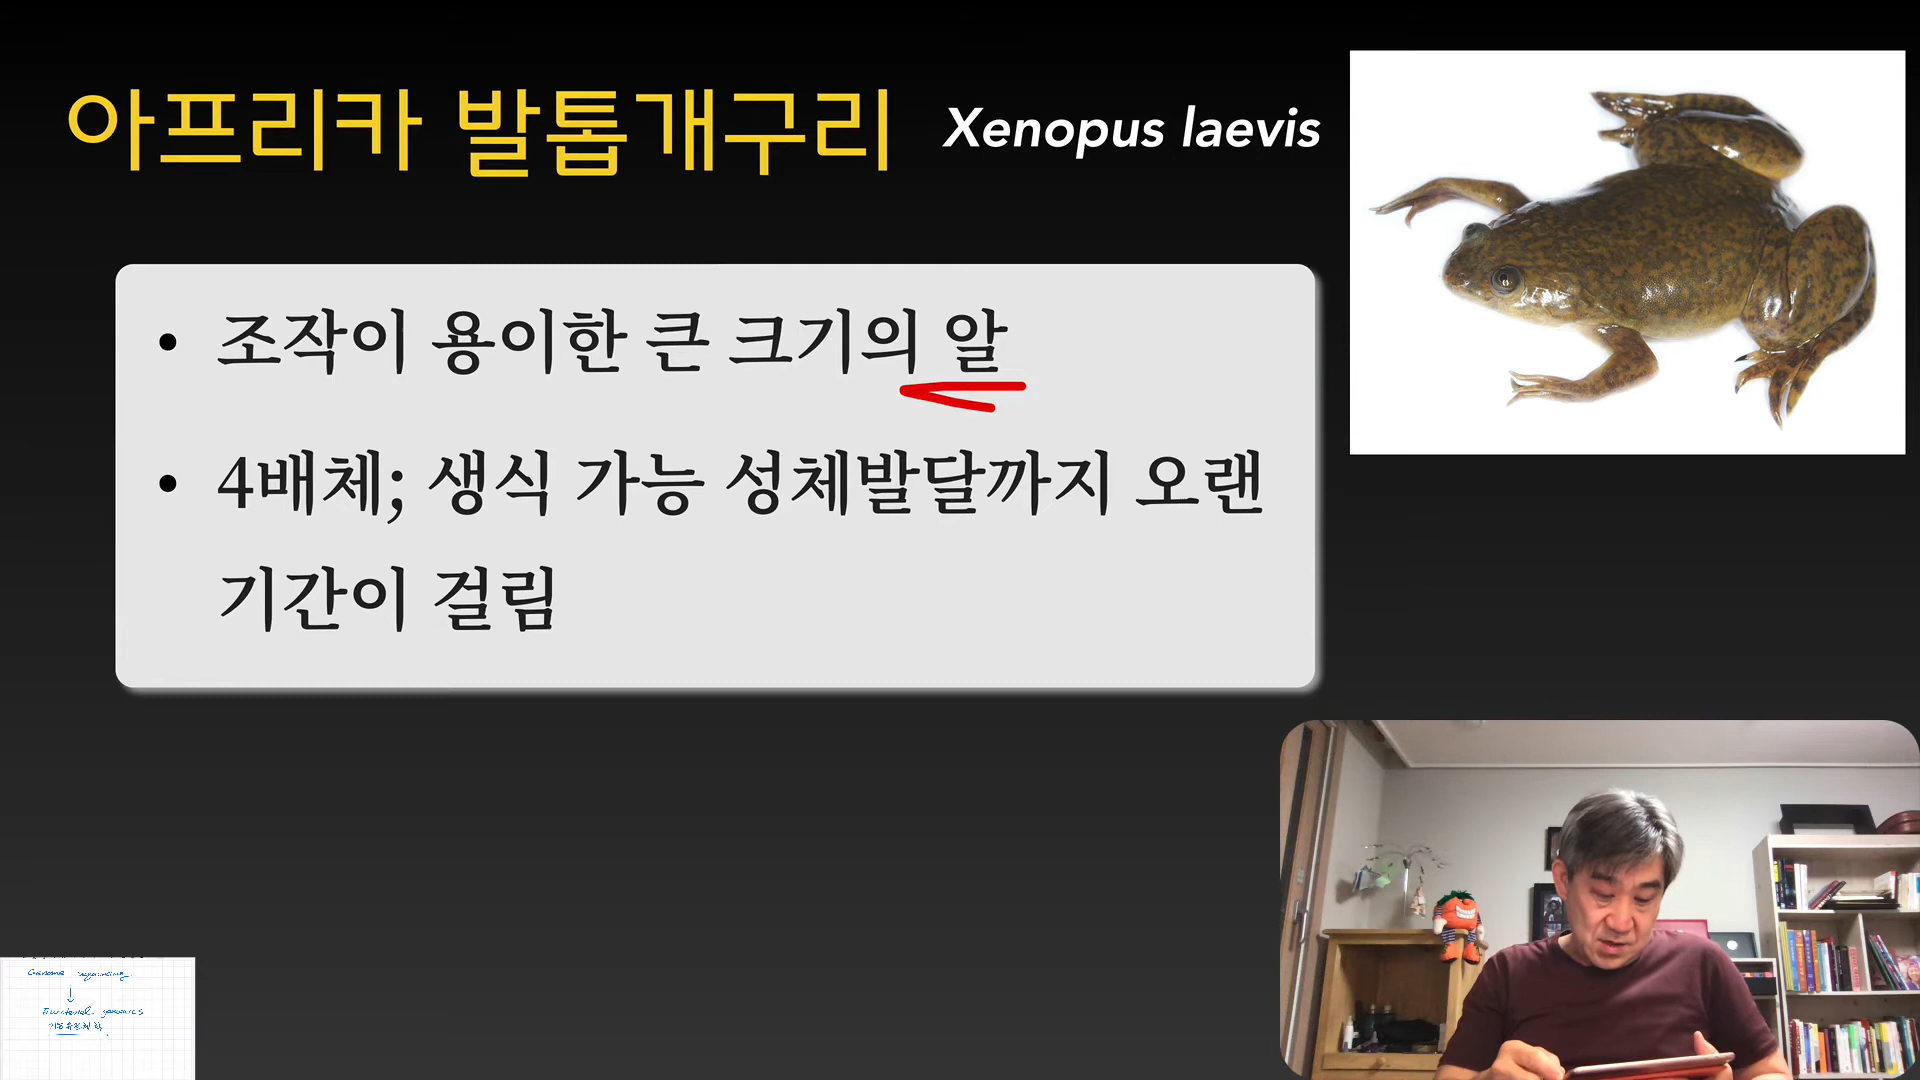 아프리카 발톱개구리 Xenopus laevis
• 조작이 용이한 큰 크기의 알
• 4배체; 생식 가능 성체발달까지 오랜
기간이 걸림
Genome
genomics